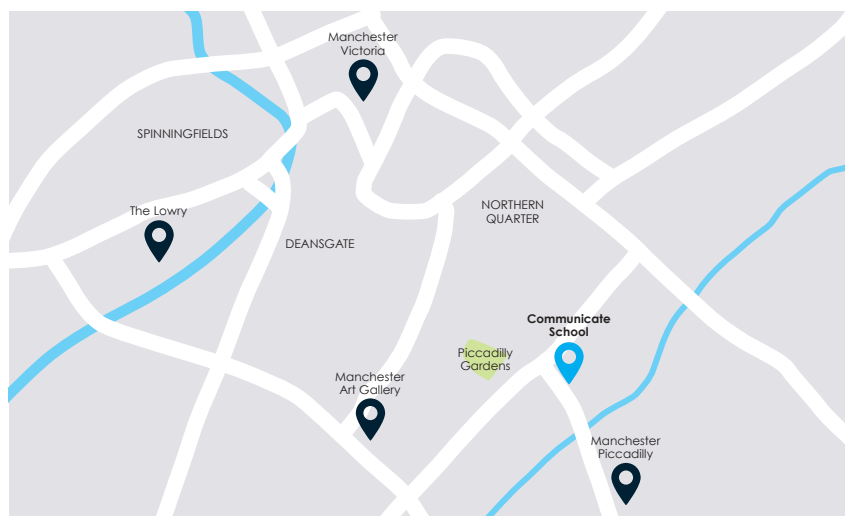 Manchester
Victoria
SPINNINGFIELDS
The Lowry
NORTHERN
QUARTER
DEANSGATE
Communicate
School
Piccadilly
Gardens
Manchester
Art Gallery
Manchester
Piccadilly